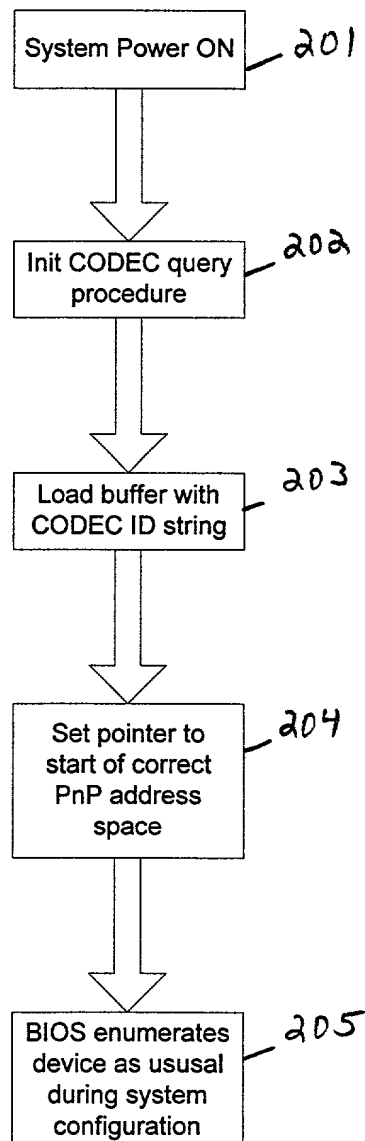 System Power ON
201
Init CODEC query
procedure
202
Load buffer with
CODEC ID string
203
Set pointer to
start of correct
PnP address
space
204
BIOS enumerates
device as ususal
during system
configuration
205